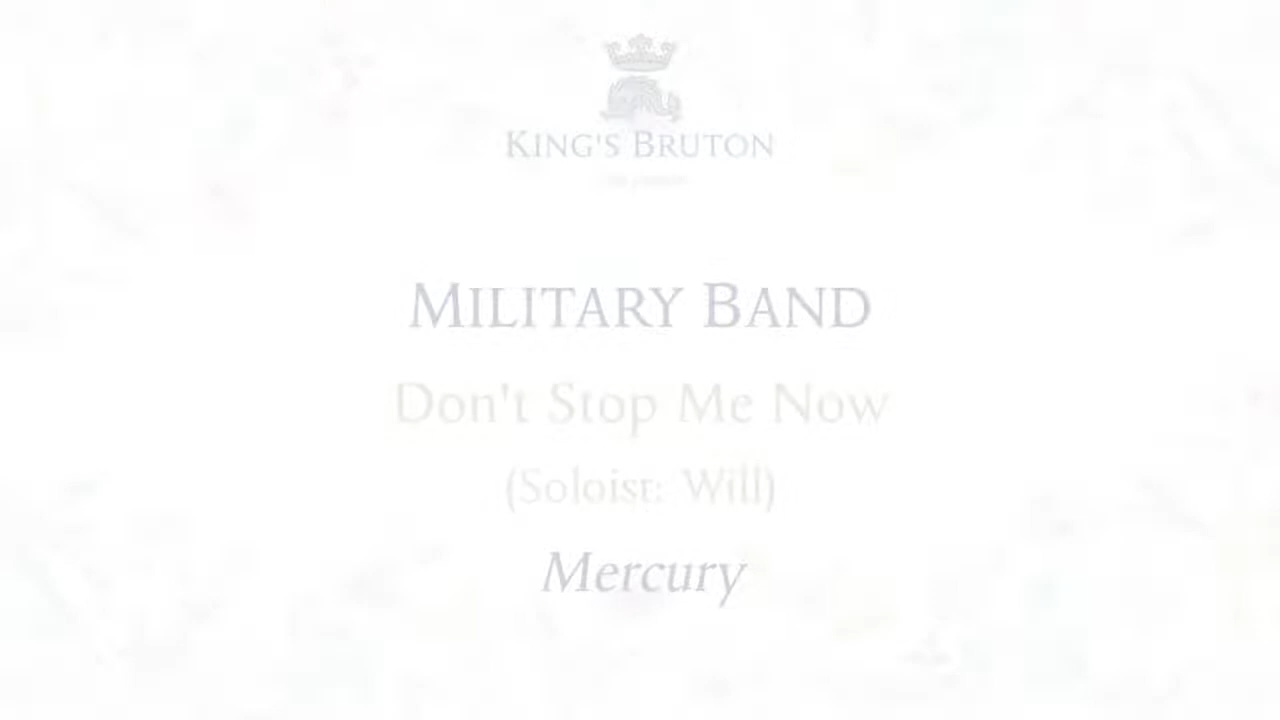 KING'S BRUTON
MILITARY BAND
Don't Stop Me Now
(Soloist: Will)
Mercury